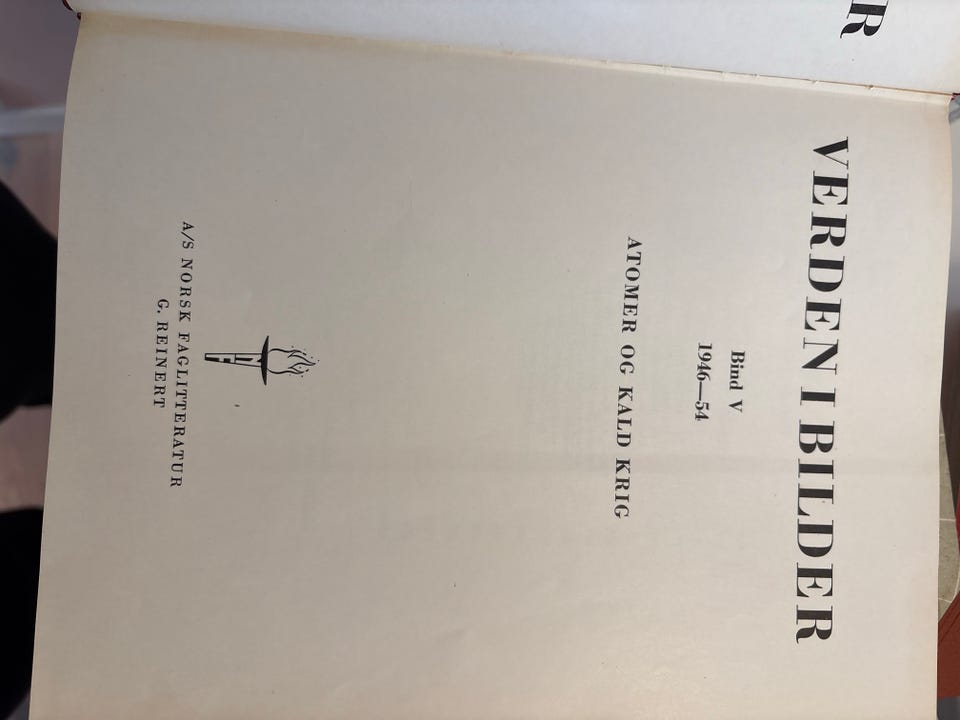 VERDEN I BILDER
Bind V
1946—54
ATOMER OG KALD KRIG
A/S NORSK FAGLITTERATUR
G. REINERT
R